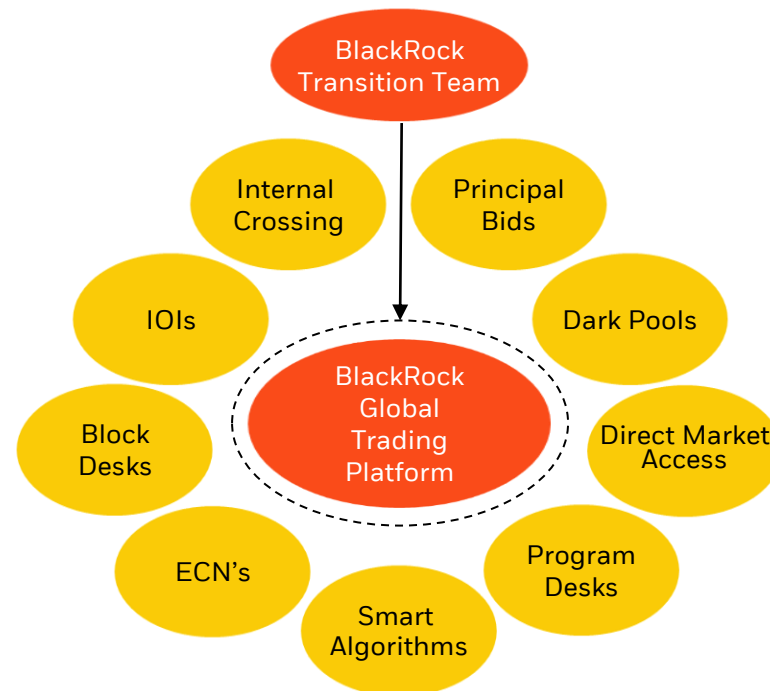 BlackRock
Transition Team
Internal
Crossing
Principal
Bids
IOIs
Dark Pools
BlackRock
Global
Trading
Platform
Block
Desks
Direct Market
Access
ECN’s
Program
Desks
Smart
Algorithms